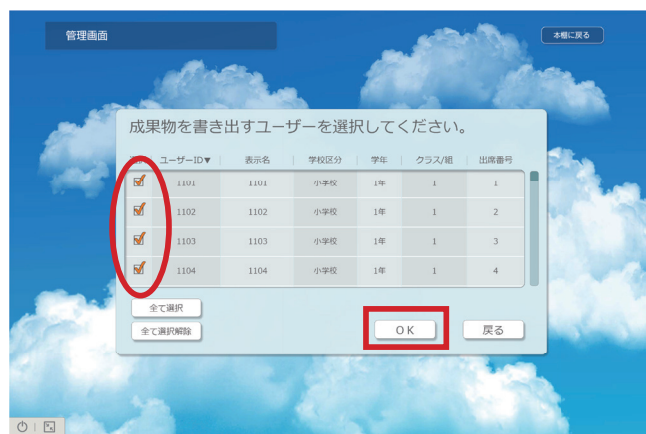 管理画面
本棚に戻る
成果物を書き出すユーザーを選択してください。
ユーザーID▼ 表示名 学校区分 学年 クラス/組 出席番号
1101 1101 小学校 1年 1 1
1102 1102 小学校 1年 1 2
1103 1103 小学校 1年 1 3
1104 1104 小学校 1年 1 4
全て選択
全て選択解除
OK
戻る